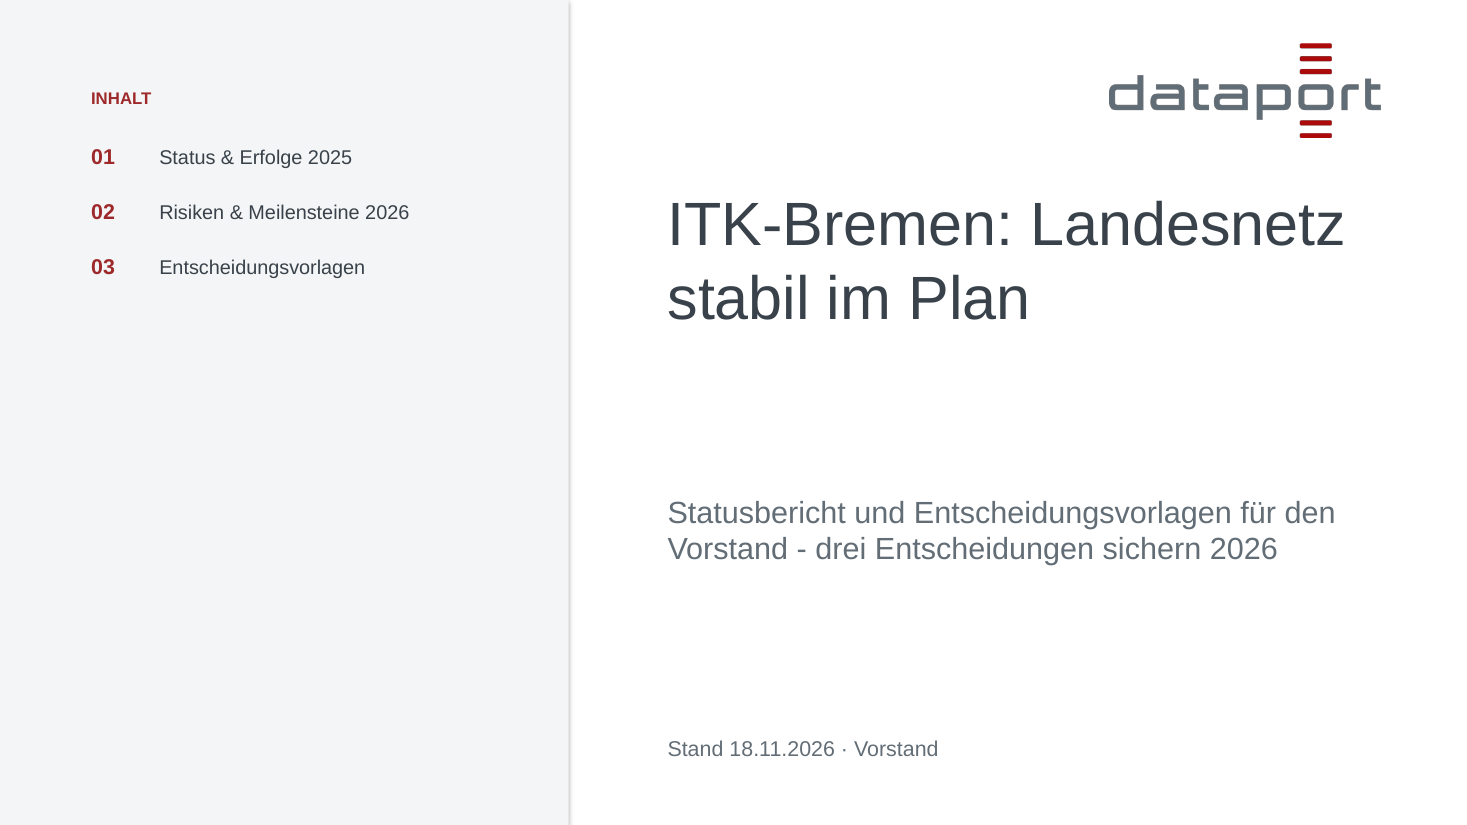 INHALT
01 Status & Erfolge 2025
02 Risiken & Meilensteine 2026
03 Entscheidungsvorlagen
dataport
ITK-Bremen: Landesnetz
stabil im Plan
Statusbericht und Entscheidungsvorlagen für den
Vorstand - drei Entscheidungen sichern 2026
Stand 18.11.2026 · Vorstand